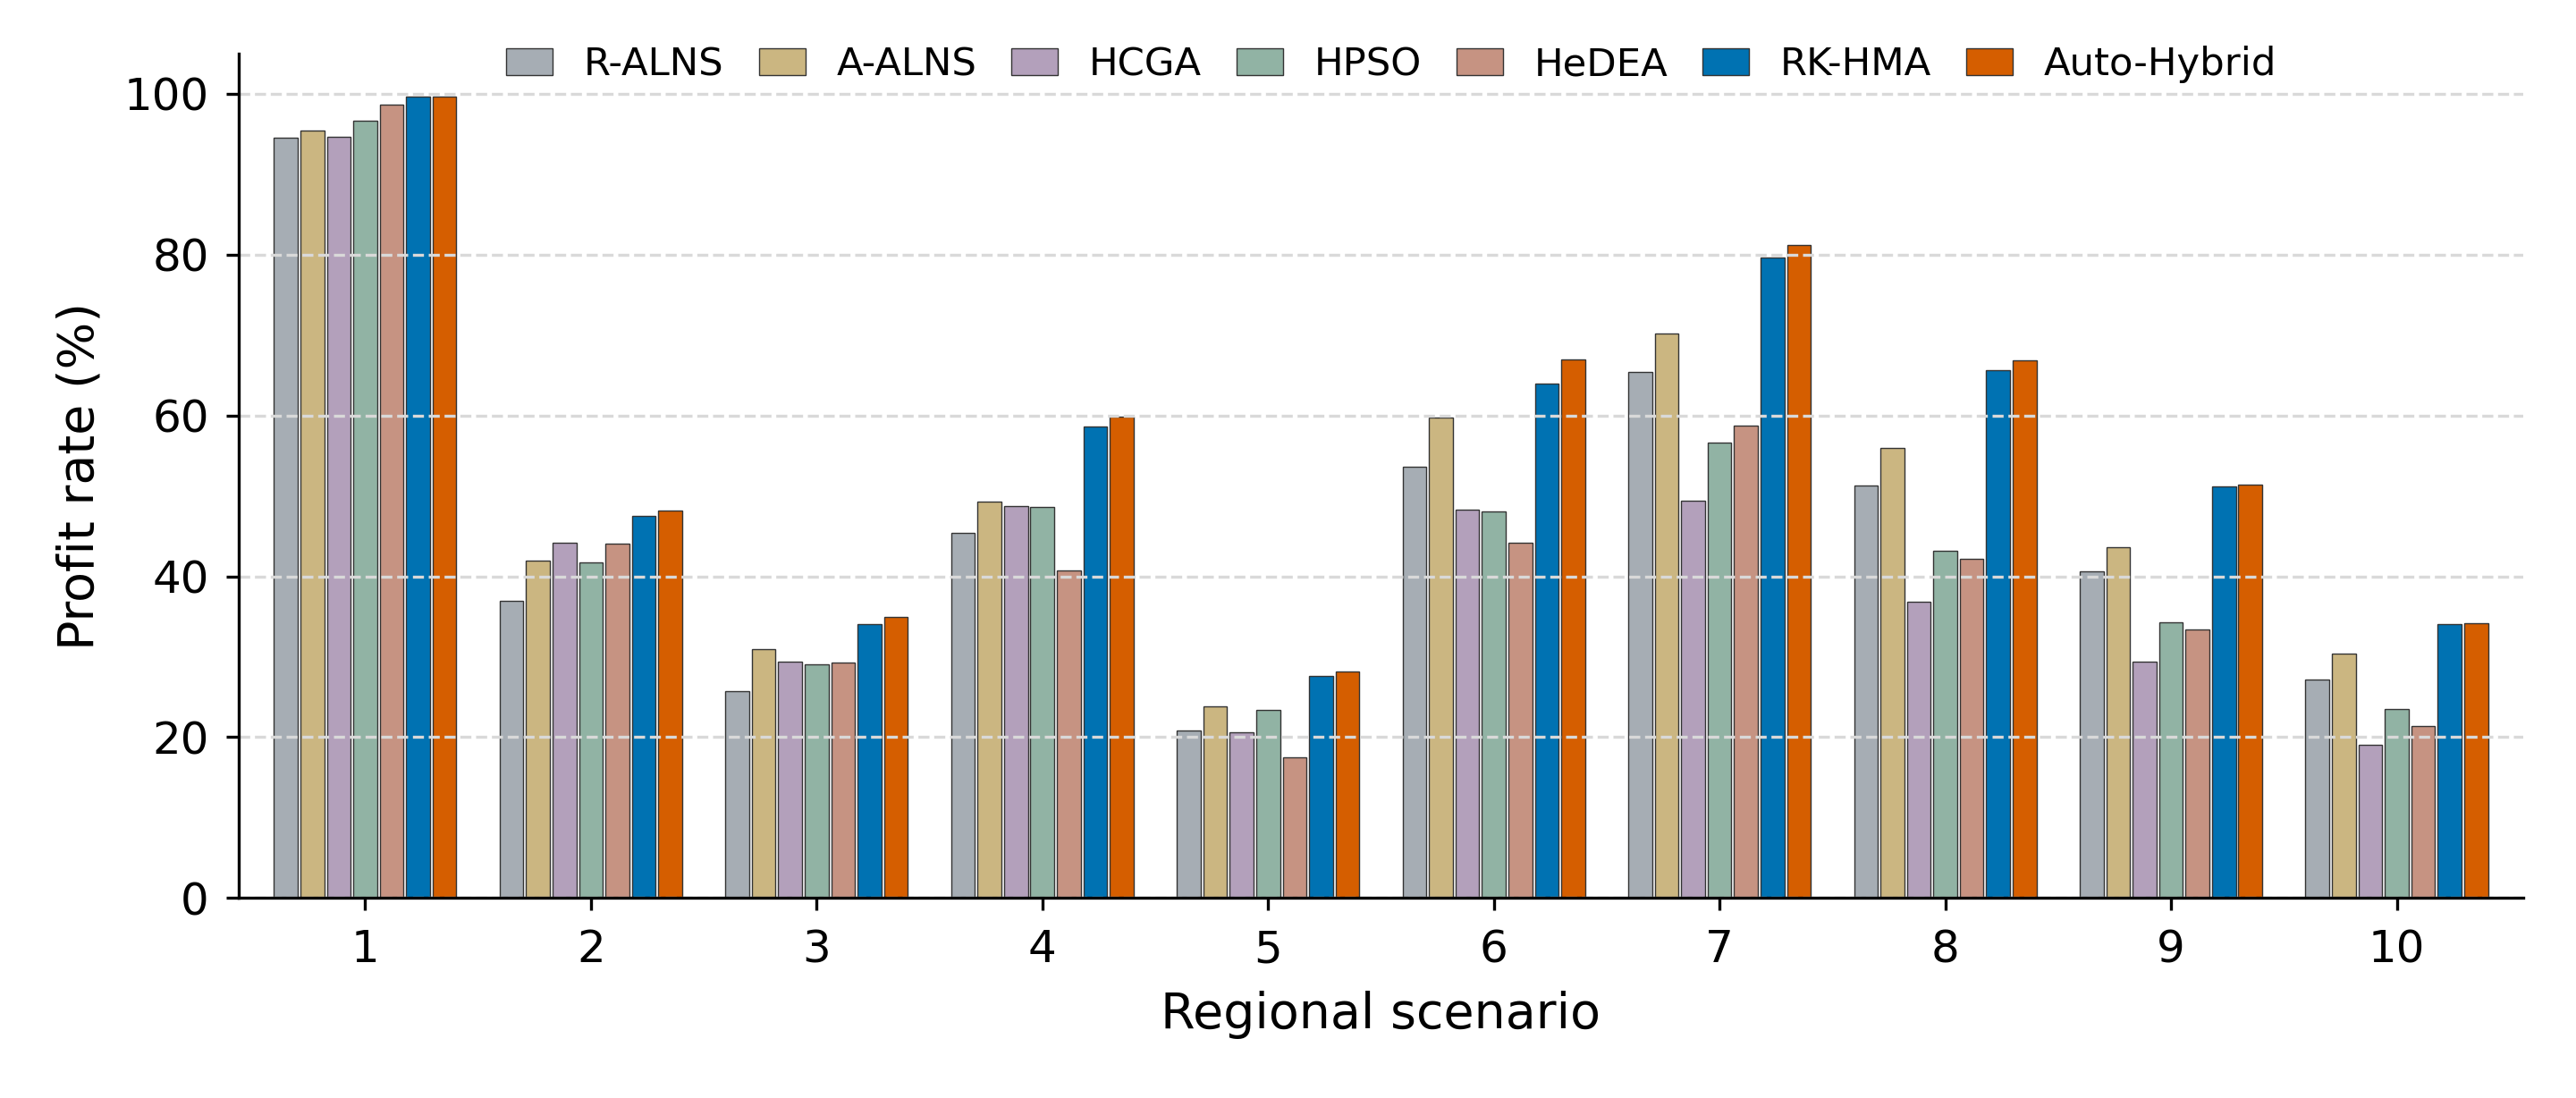 R-ALNS A-ALNS HCGA HPSO HeDEA RK-HMA Auto-Hybrid
100
80
60
40
20
0
Profit rate (%)
1 2 3 4 5 6 7 8 9 10
Regional scenario